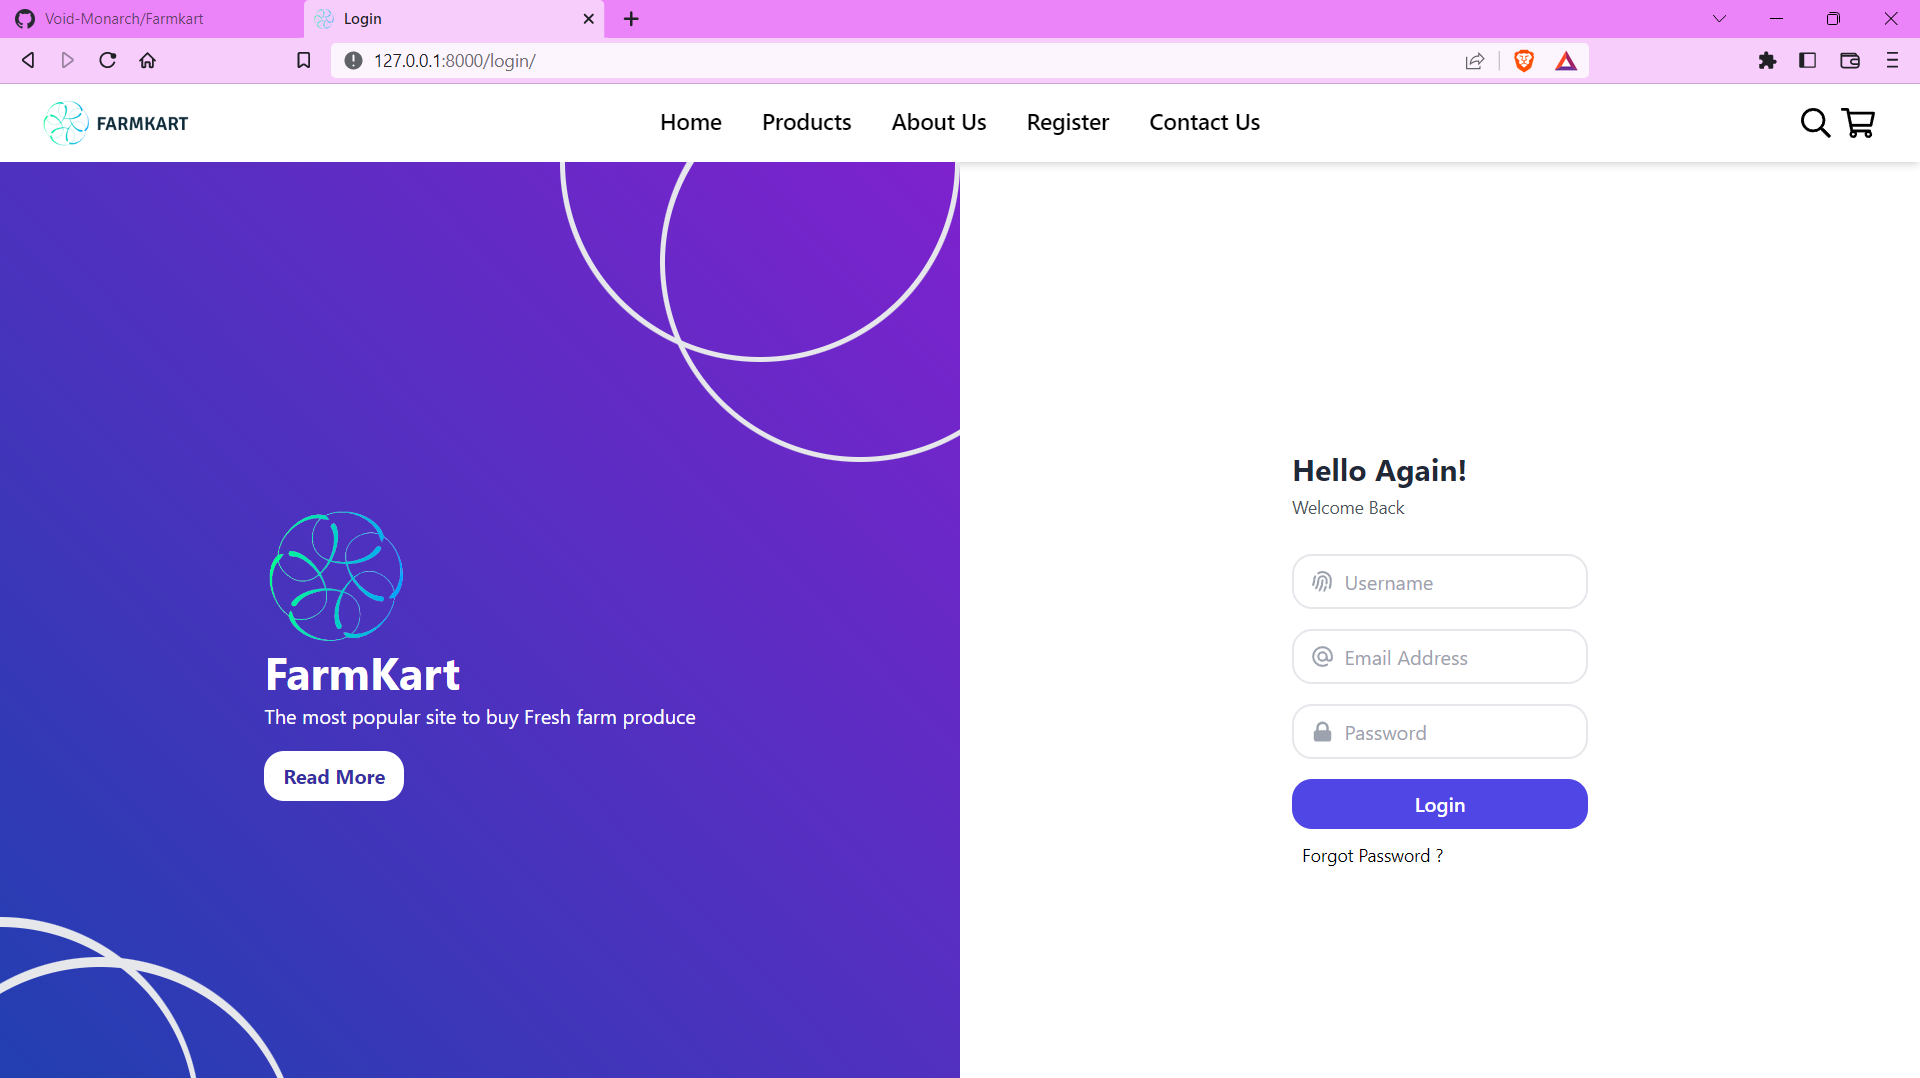 Void-Monarch/Farmkart
Login
127.0.0.1:8000/login/
FARMKART
Home
Products
About Us
Register
Contact Us
FarmKart
The most popular site to buy Fresh farm produce
Read More
Hello Again!
Welcome Back
Username
Email Address
Password
Login
Forgot Password ?